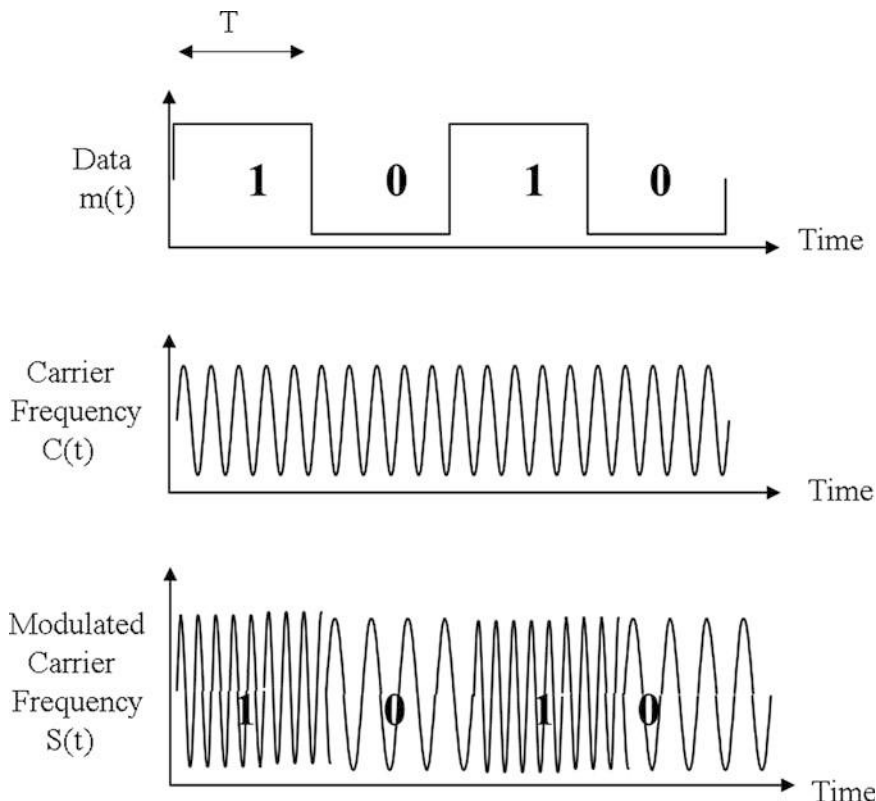 T
Data
m(t)
1 0 1 0
Time
Carrier
Frequency
C(t)
Time
Modulated
Carrier
Frequency
S(t)
1 0 1 0
Time